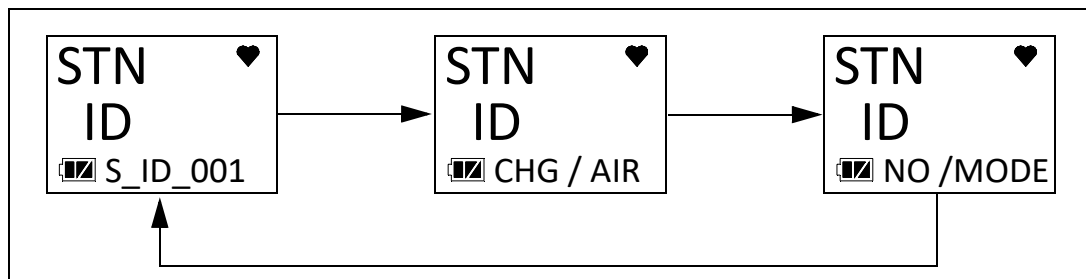 STN
ID
S_ID_001
STN
ID
CHG / AIR
STN
ID
NO /MODE